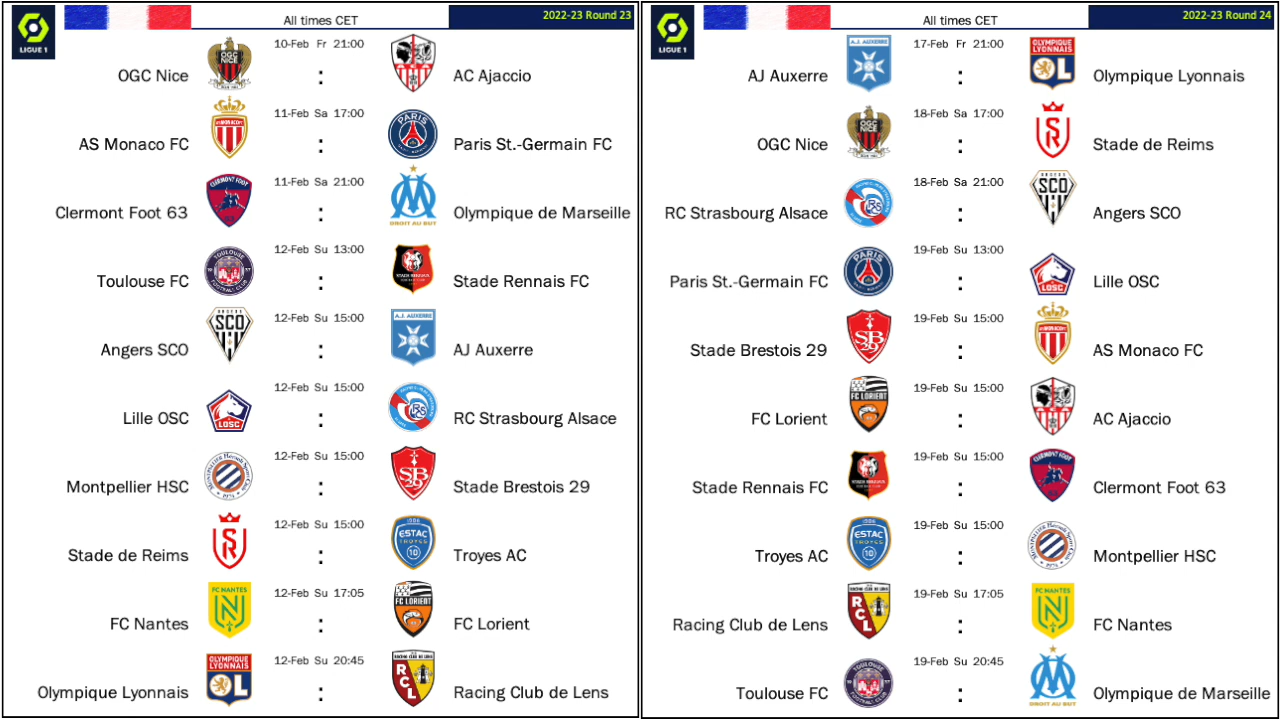 LIGUE 1
All times CET
2022-23 Round 23
10-Feb Fr 21:00
OGC Nice : AC Ajaccio
11-Feb Sa 17:00
AS Monaco FC : Paris St.-Germain FC
11-Feb Sa 21:00
Clermont Foot 63 : Olympique de Marseille
12-Feb Su 13:00
Toulouse FC : Stade Rennais FC
12-Feb Su 15:00
Angers SCO : AJ Auxerre
12-Feb Su 15:00
Lille OSC : RC Strasbourg Alsace
12-Feb Su 15:00
Montpellier HSC : Stade Brestois 29
12-Feb Su 15:00
Stade de Reims : Troyes AC
12-Feb Su 17:05
FC Nantes : FC Lorient
12-Feb Su 20:45
Olympique Lyonnais : Racing Club de Lens
LIGUE 1
All times CET
2022-23 Round 24
17-Feb Fr 21:00
AJ Auxerre : Olympique Lyonnais
18-Feb Sa 17:00
OGC Nice : Stade de Reims
18-Feb Sa 21:00
RC Strasbourg Alsace : Angers SCO
19-Feb Su 13:00
Paris St.-Germain FC : Lille OSC
19-Feb Su 15:00
Stade Brestois 29 : AS Monaco FC
19-Feb Su 15:00
FC Lorient : AC Ajaccio
19-Feb Su 15:00
Stade Rennais FC : Clermont Foot 63
19-Feb Su 15:00
Troyes AC : Montpellier HSC
19-Feb Su 17:05
Racing Club de Lens : FC Nantes
19-Feb Su 20:45
Toulouse FC : Olympique de Marseille